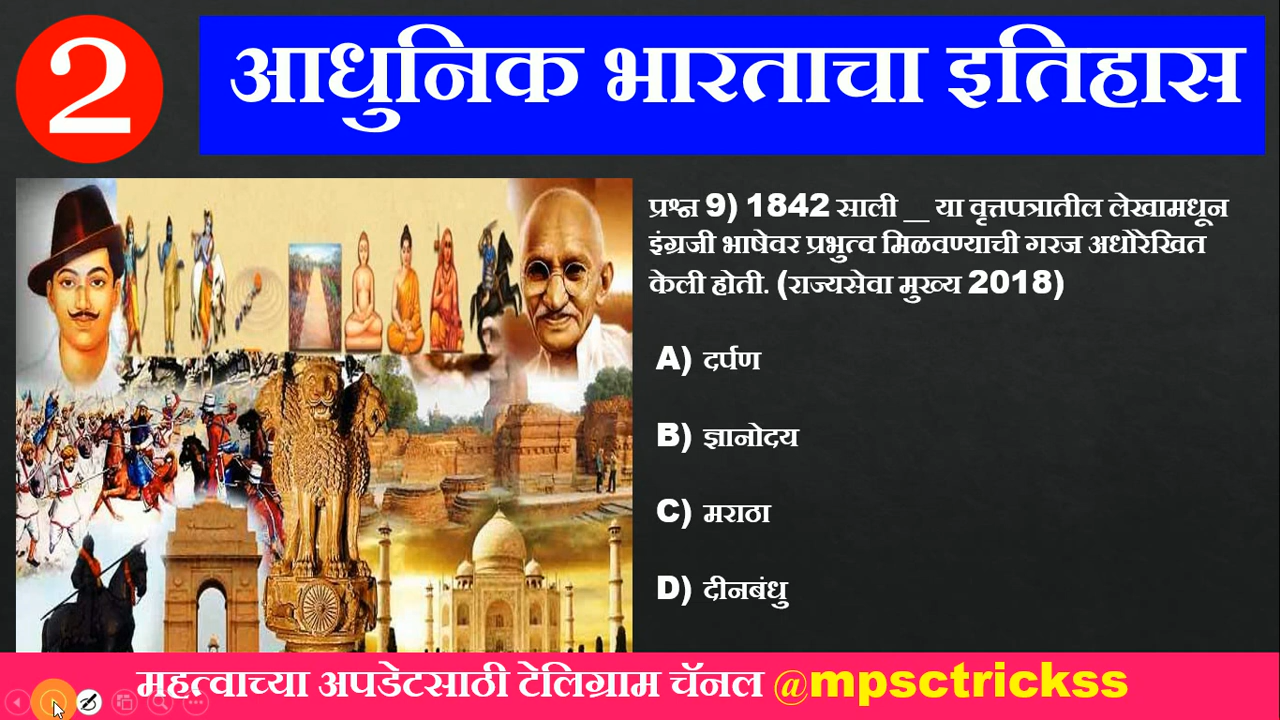 2
आधुनिक भारताचा इतिहास
प्रश्न 9) 1842 साली __ या वृत्तपत्रातील लेखामधून
इंग्रजी भाषेवर प्रभुत्व मिळवण्याची गरज अधोरेखित
केली होती. (राज्यसेवा मुख्य 2018)
A) दर्पण
B) ज्ञानोदय
C) मराठा
D) दीनबंधु
महत्वाच्या अपडेटसाठी टेलिग्राम चॅनल @mpsctrickss